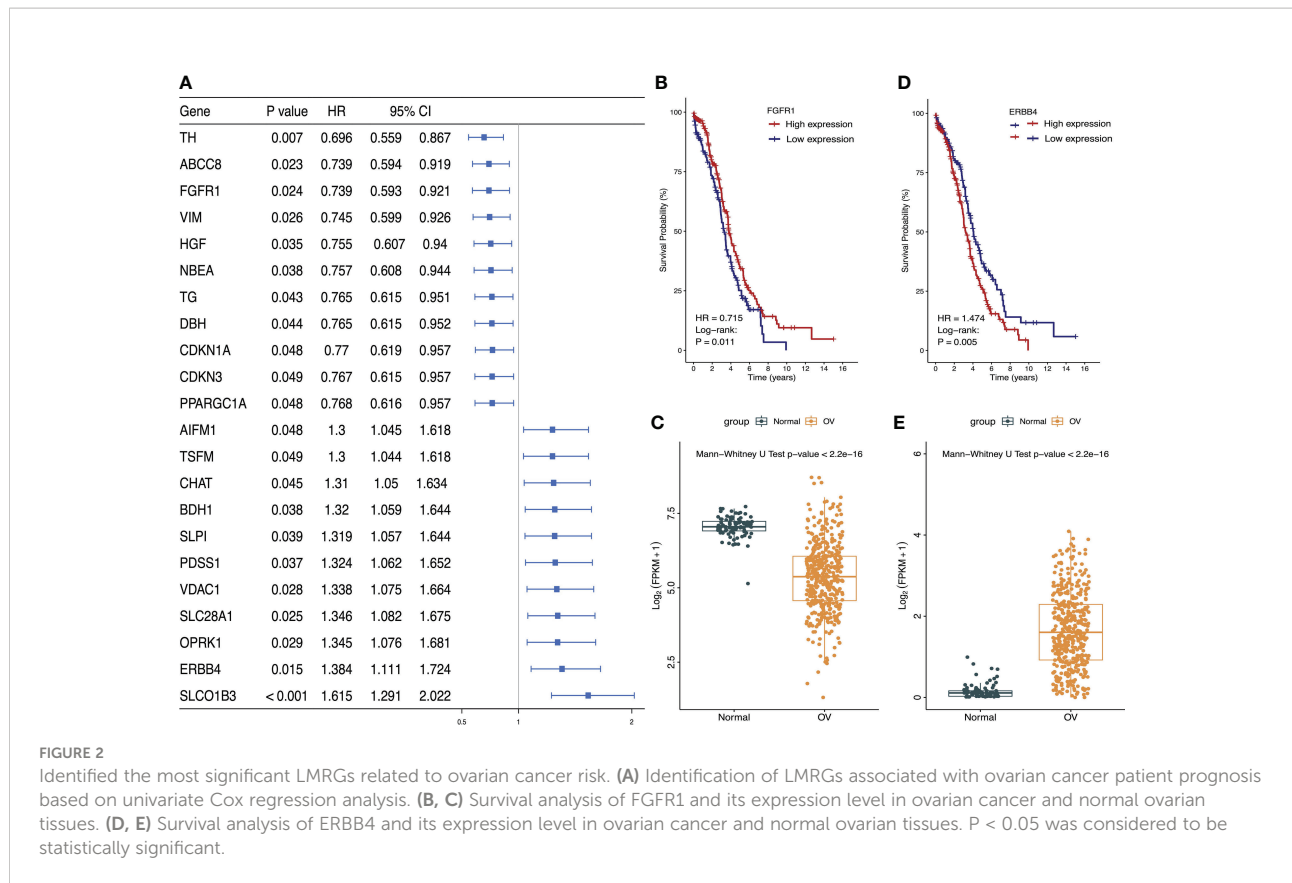 A
Gene P value HR 95% CI
TH 0.007 0.696 0.559 0.867
ABCC8 0.023 0.739 0.594 0.919
FGFR1 0.024 0.739 0.593 0.921
VIM 0.026 0.745 0.599 0.926
HGF 0.035 0.755 0.607 0.94
NBEA 0.038 0.757 0.608 0.944
TG 0.043 0.765 0.615 0.951
DBH 0.044 0.765 0.615 0.952
CDKN1A 0.048 0.77 0.619 0.957
CDKN3 0.049 0.767 0.615 0.957
PPARGC1A 0.048 0.768 0.616 0.957
AIFM1 0.048 1.3 1.045 1.618
TSFM 0.049 1.3 1.044 1.618
CHAT 0.045 1.31 1.05 1.634
BDH1 0.038 1.32 1.059 1.644
SLPI 0.039 1.319 1.057 1.644
PDSS1 0.037 1.324 1.062 1.652
VDAC1 0.028 1.338 1.075 1.664
SLC28A1 0.025 1.346 1.082 1.675
OPRK1 0.029 1.345 1.076 1.681
ERBB4 0.015 1.384 1.111 1.724
SLCO1B3 < 0.001 1.615 1.291 2.022
0.5 1 2
B
FGFR1
High expression
Low expression
Survival Probability (%)
100
75
50
25
0
HR = 0.715
Log-rank:
P = 0.011
0 2 4 6 8 10 12 14 16
Time (years)
D
ERBB4
High expression
Low expression
Survival Probability (%)
100
75
50
25
0
HR = 1.474
Log-rank:
P = 0.005
0 2 4 6 8 10 12 14 16
Time (years)
C
group Normal OV
Mann-Whitney U Test p-value < 2.2e-16
Log2 (FPKM + 1)
7.5
5.0
2.5
Normal OV
E
group Normal OV
Mann-Whitney U Test p-value < 2.2e-16
Log2 (FPKM + 1)
6
4
2
0
Normal OV
FIGURE 2
Identified the most significant LMRGs related to ovarian cancer risk. (A) Identification of LMRGs associated with ovarian cancer patient prognosis
based on univariate Cox regression analysis. (B, C) Survival analysis of FGFR1 and its expression level in ovarian cancer and normal ovarian
tissues. (D, E) Survival analysis of ERBB4 and its expression level in ovarian cancer and normal ovarian tissues. P < 0.05 was considered to be
statistically significant.